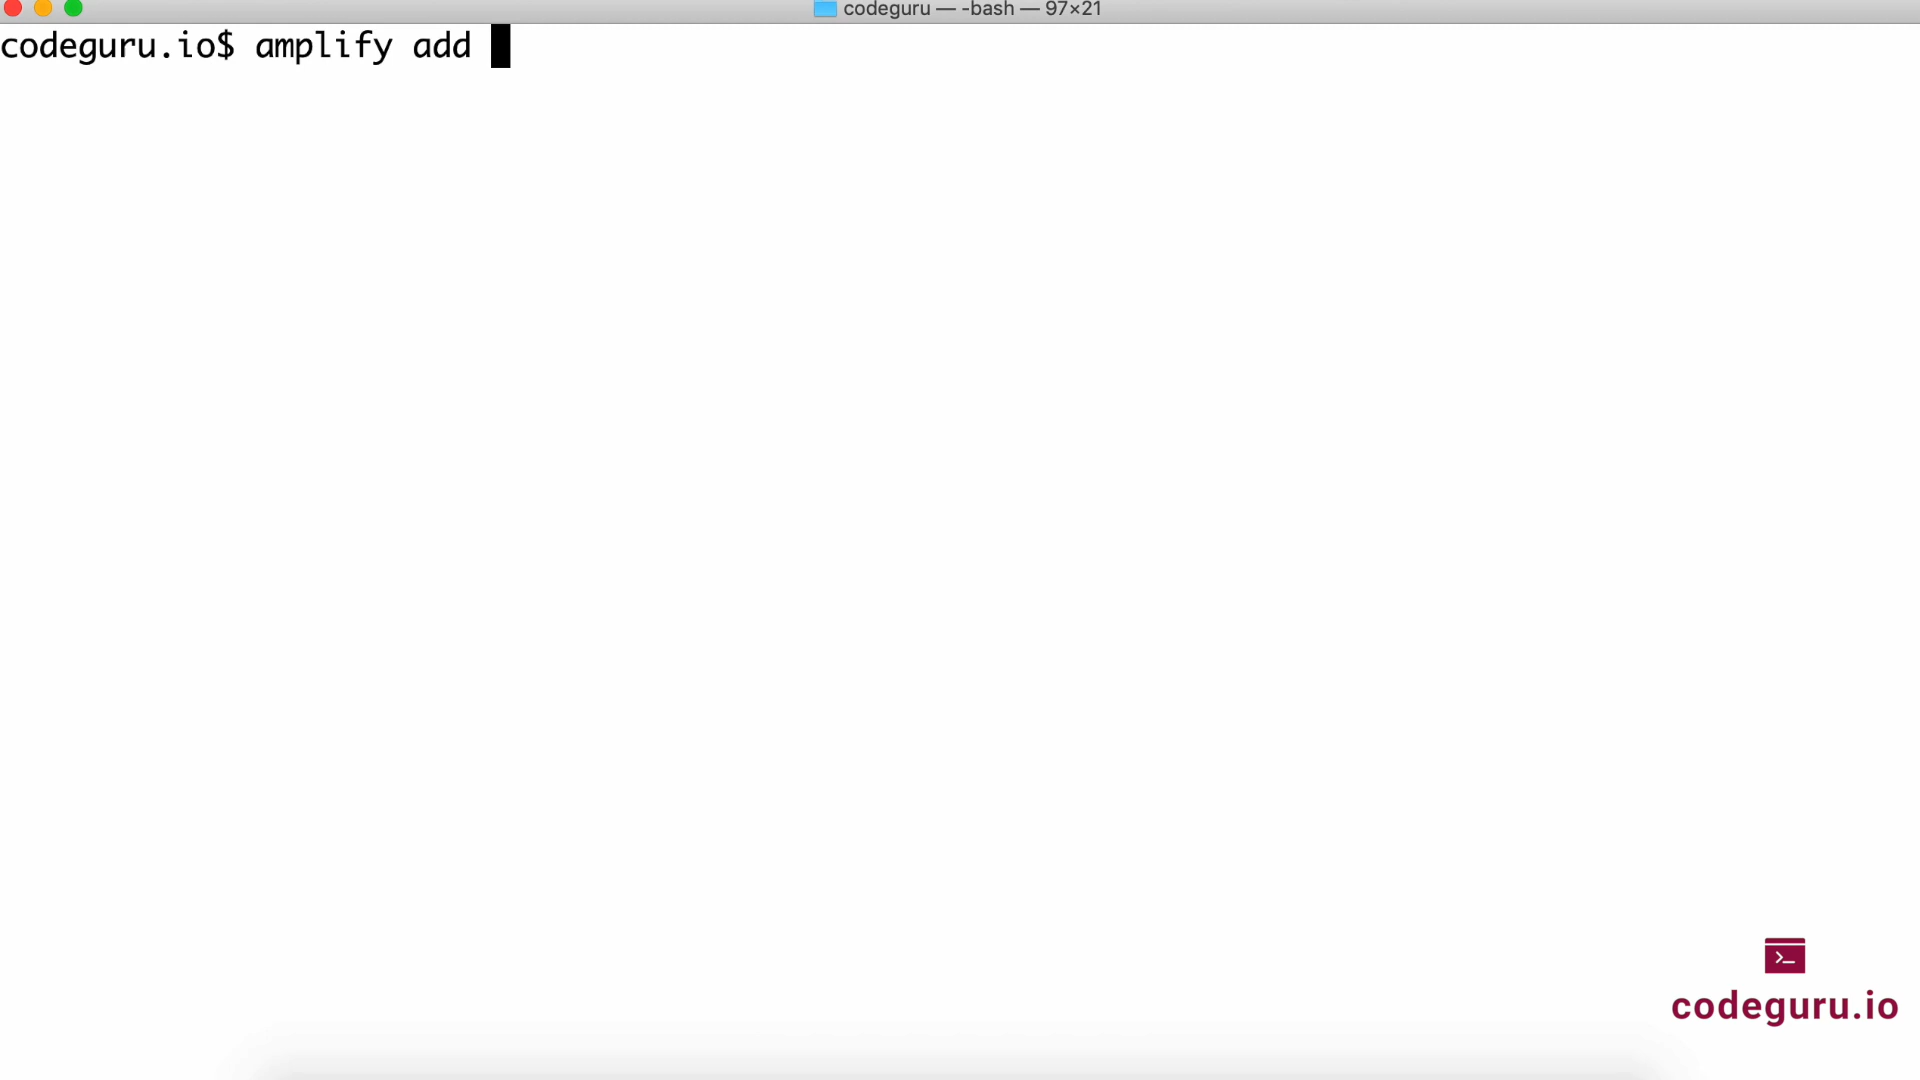 codeguru — -bash — 97×21
codeguru.io$ amplify add
>_
codeguru.io